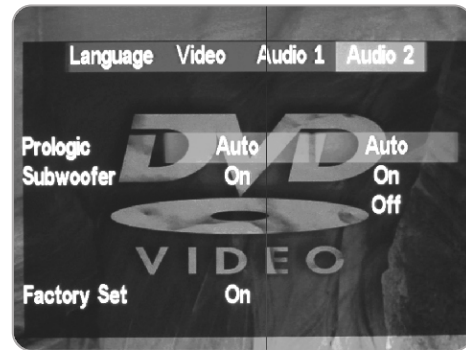 Language Video Audio 1 Audio 2
Prologic Auto Auto
Subwoofer On On
Off
DVD
VIDEO
Factory Set On